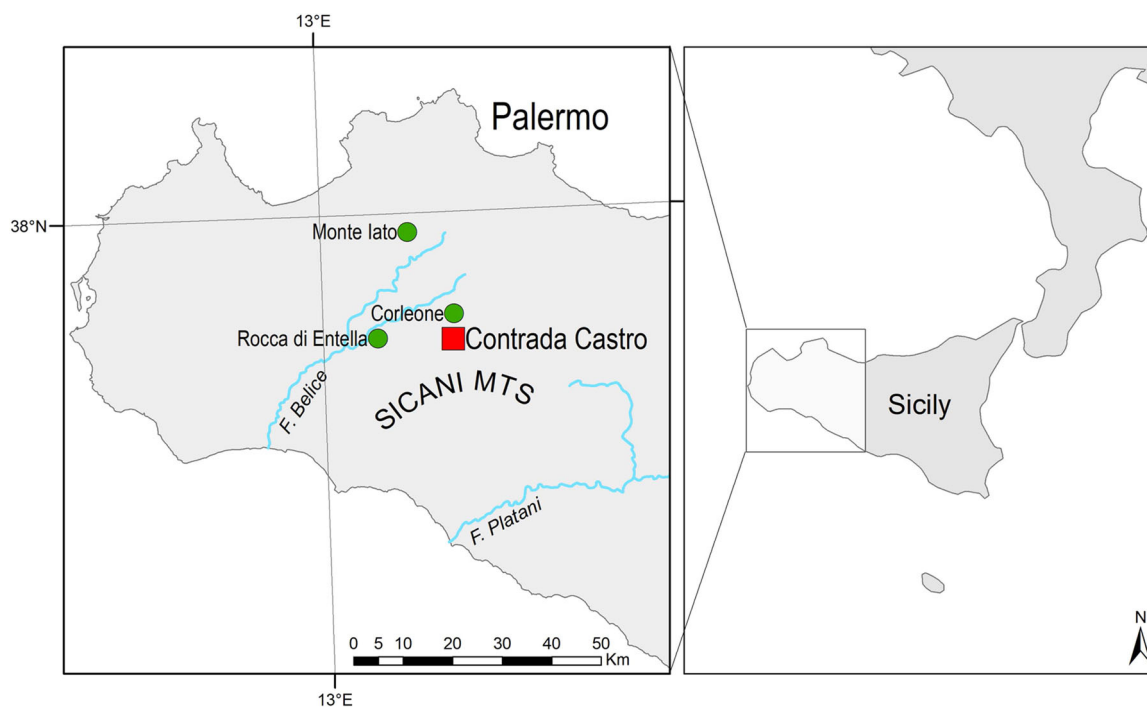 13°E
Palermo
38°N
Monte Iato
Corleone
Rocca di Entella
Contrada Castro
SICANI MTS
F. Belice
F. Platani
0 5 10 20 30 40 50
Km
13°E
Sicily
N